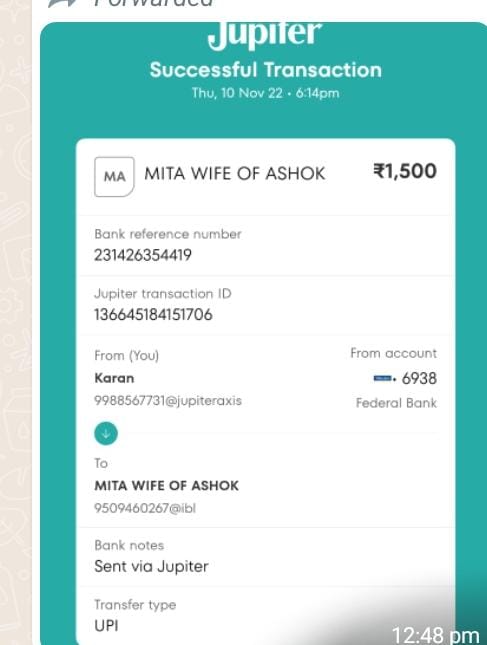 Forwarded
Jupiter
Successful Transaction
Thu, 10 Nov 22 • 6:14pm
MA MITA WIFE OF ASHOK ₹1,500
Bank reference number
231426354419
Jupiter transaction ID
136645184151706
From (You) From account
Karan • 6938
9988567731@jupiteraxis Federal Bank
To
MITA WIFE OF ASHOK
9509460267@ibl
Bank notes
Sent via Jupiter
Transfer type
UPI
12:48 pm